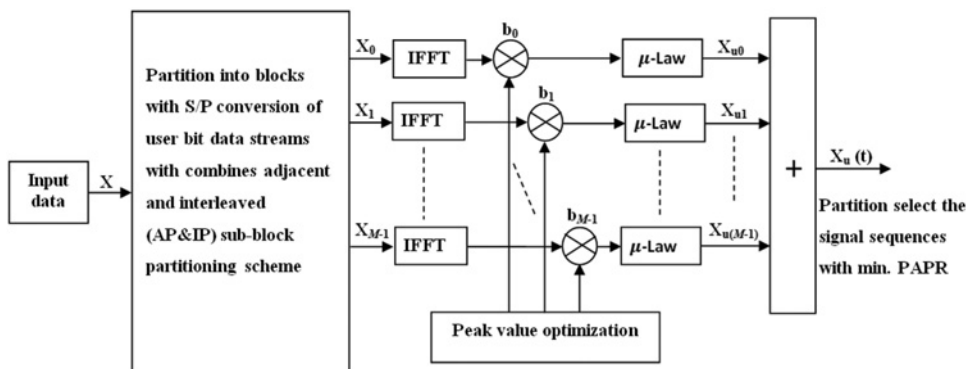 Input
data
X
Partition into blocks
with S/P conversion of
user bit data streams
with combines adjacent
and interleaved
(AP&IP) sub-block
partitioning scheme
X0
IFFT
b0
μ-Law
Xu0
X1
IFFT
b1
μ-Law
Xu1
XM-1
IFFT
bM-1
μ-Law
Xu(M-1)
Peak value optimization
+
Xu (t)
Partition select the
signal sequences
with min. PAPR